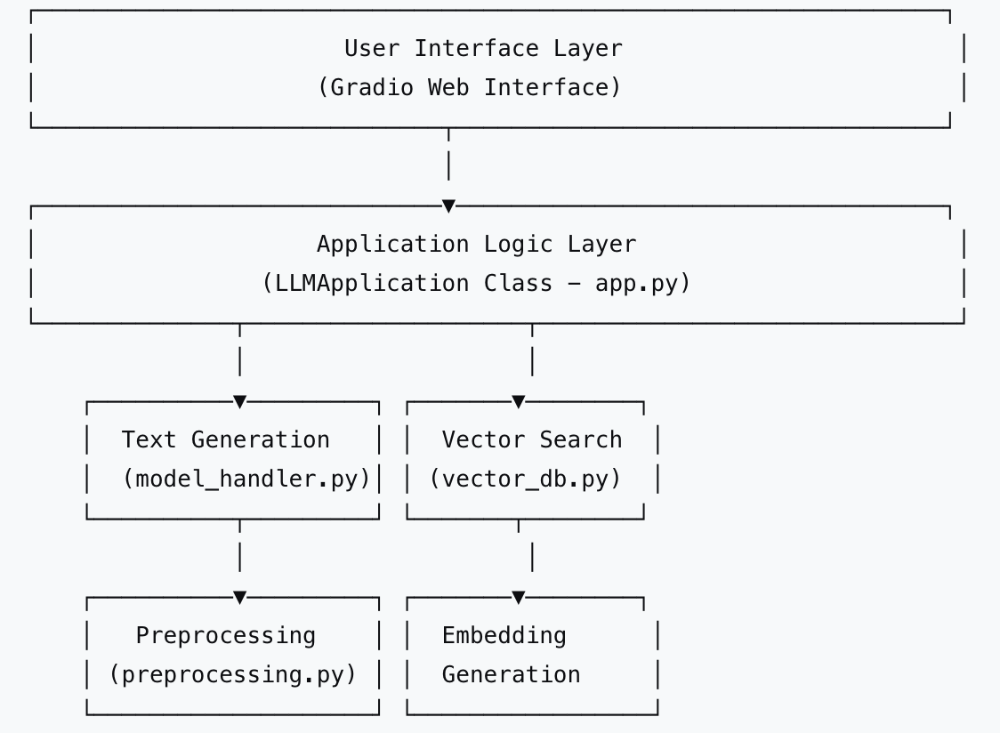 User Interface Layer
(Gradio Web Interface)
Application Logic Layer
(LLMApplication Class − app.py)
Text Generation Vector Search
(model_handler.py) (vector_db.py)
Preprocessing Embedding
(preprocessing.py) Generation